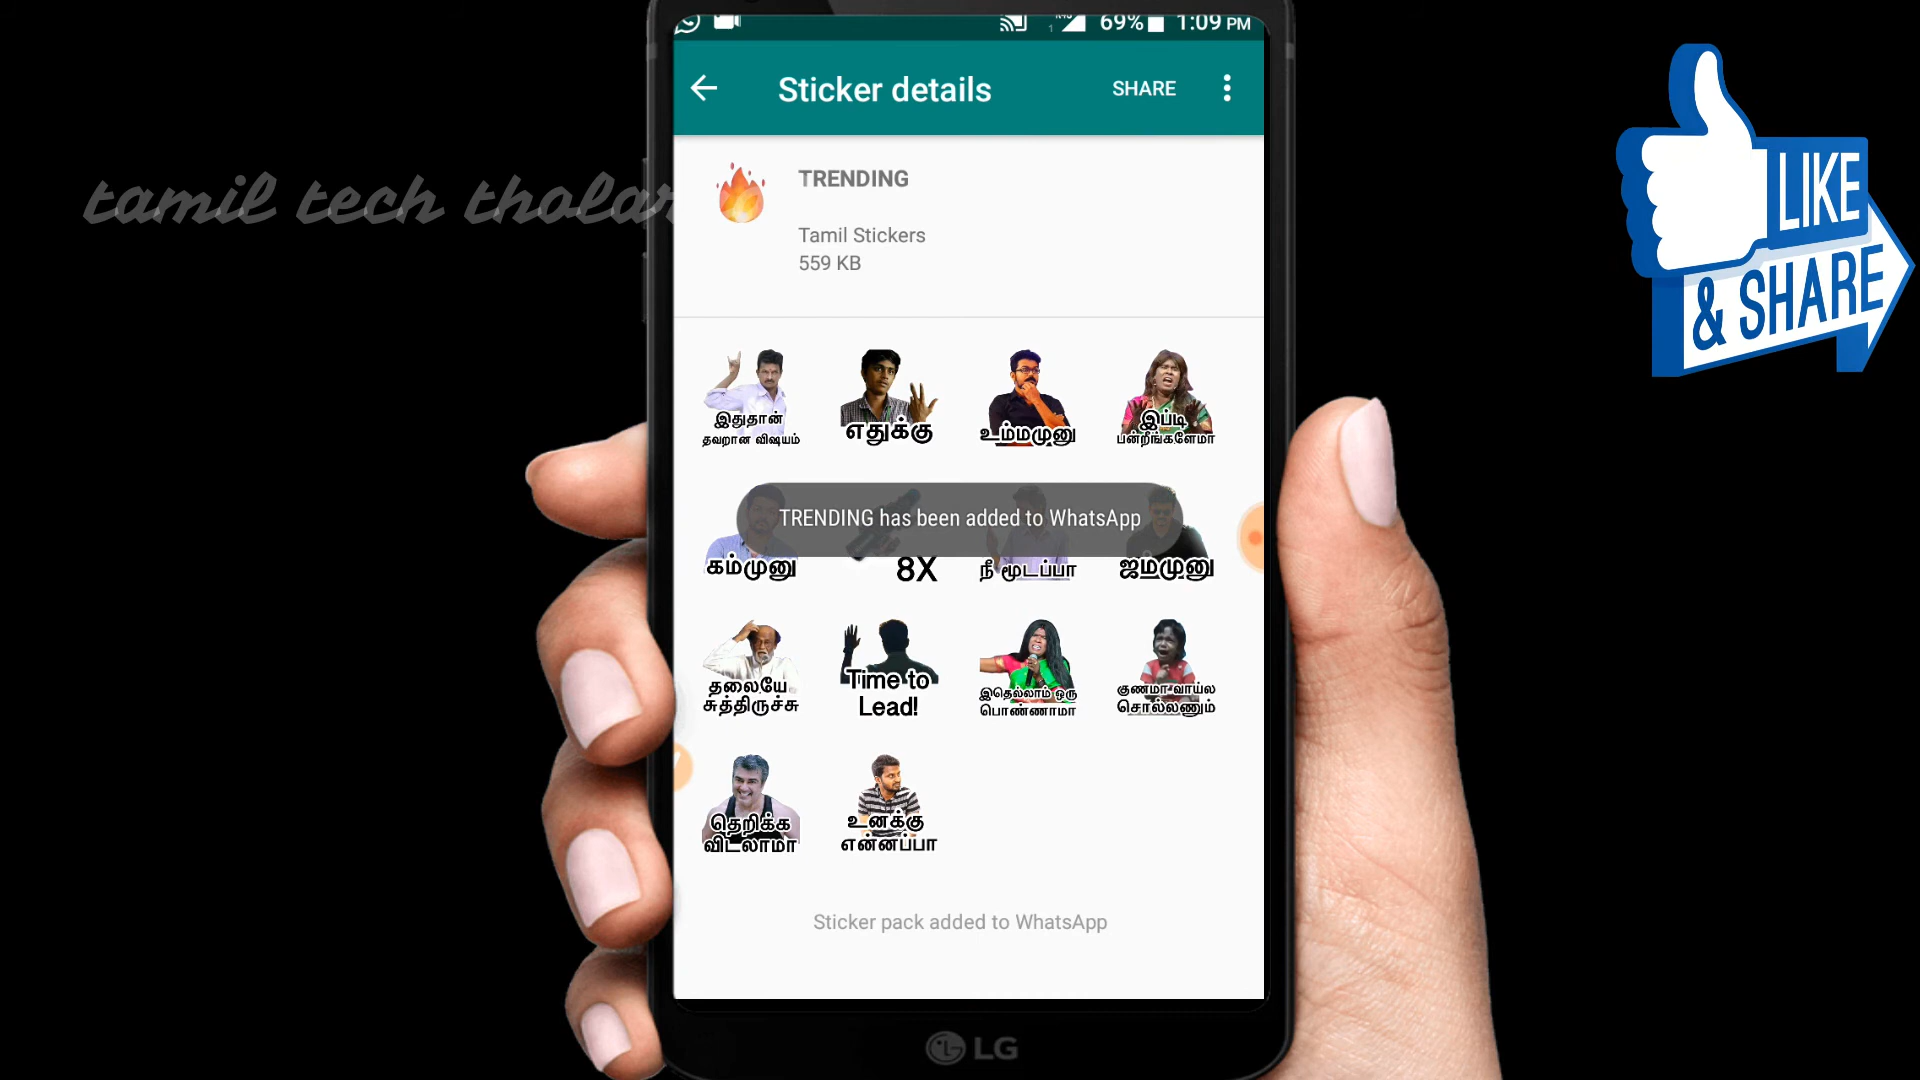 69% 1:09 PM
Sticker details SHARE
tamil tech tholar
TRENDING
Tamil Stickers
559 KB
LIKE
& SHARE
இதுதான்
தவறான விஷயம்
எதுக்கு
உம்மமுனு
இப்டி
பன்றீங்களேமா
TRENDING has been added to WhatsApp
கம்முனு
8X
நீ மூடப்பா
ஜம்முனு
தலையே
சுத்திருச்சு
Time to
Lead!
இதெல்லாம் ஒரு
பொண்ணாமா
குணமா வாய்ல
சொல்லணும்
தெறிக்க
விடலாமா
உனக்கு
என்னப்பா
Sticker pack added to WhatsApp
LG